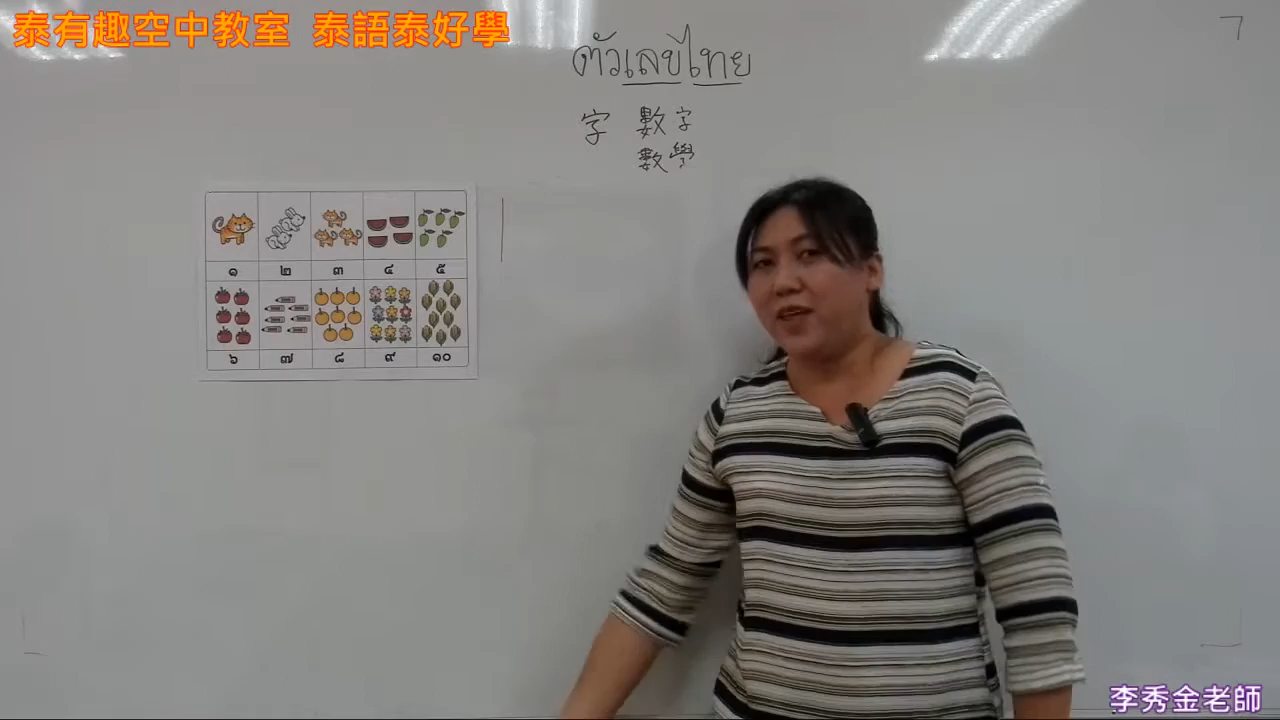 泰有趣空中教室 泰語泰好學
ตัวเลขไทย
字 數字
數學
๑ ๒ ๓ ๔ ๕
๖ ๗ ๘ ๙ ๑๐
李秀金老師